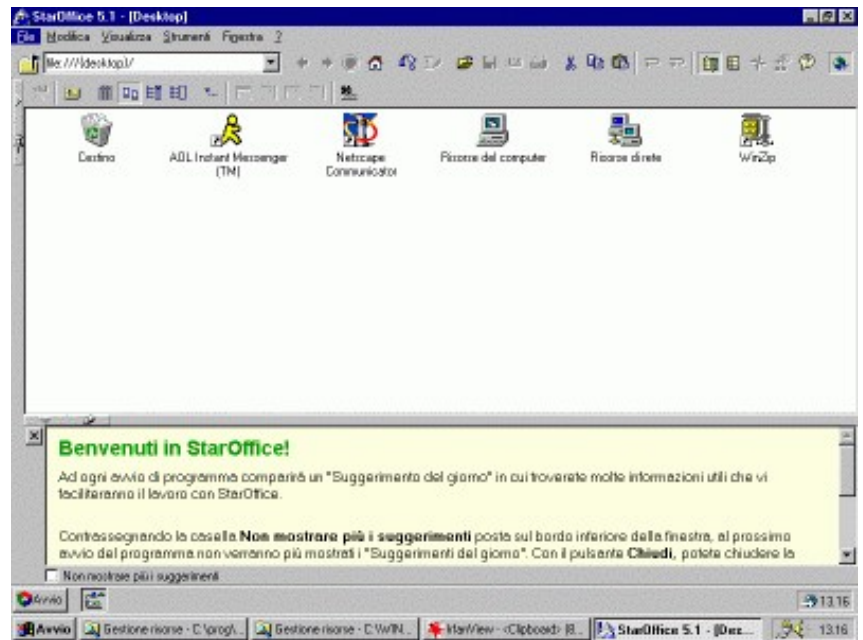 StarOffice 5.1 - [Desktop]
File Modifica Visualizza Strumenti Finestra ?
file:///desktop1/
Cestino
AOL Instant Messenger
(TM)
Netscape
Communicator
Risorse del computer
Risorse di rete
WinZip
Benvenuti in StarOffice!
Ad ogni avvio di programma comparirà un "Suggerimento del giorno" in cui troverete molte informazioni utili che vi
faciliteranno il lavoro con StarOffice.
Contrassegnando la casella Non mostrare più i suggerimenti posta sul bordo inferiore della finestra, al prossimo
avvio del programma non verranno più mostrati i "Suggerimenti del giorno". Con il pulsante Chiudi, potete chiudere la
Non mostrare più i suggerimenti
Avvio
13.16
Avvio Gestione risorse - C:\prog\... Gestione risorse - C:\WIN... IrfanView - <Clipboard> StarOffice 5.1 - [Des... 13.16